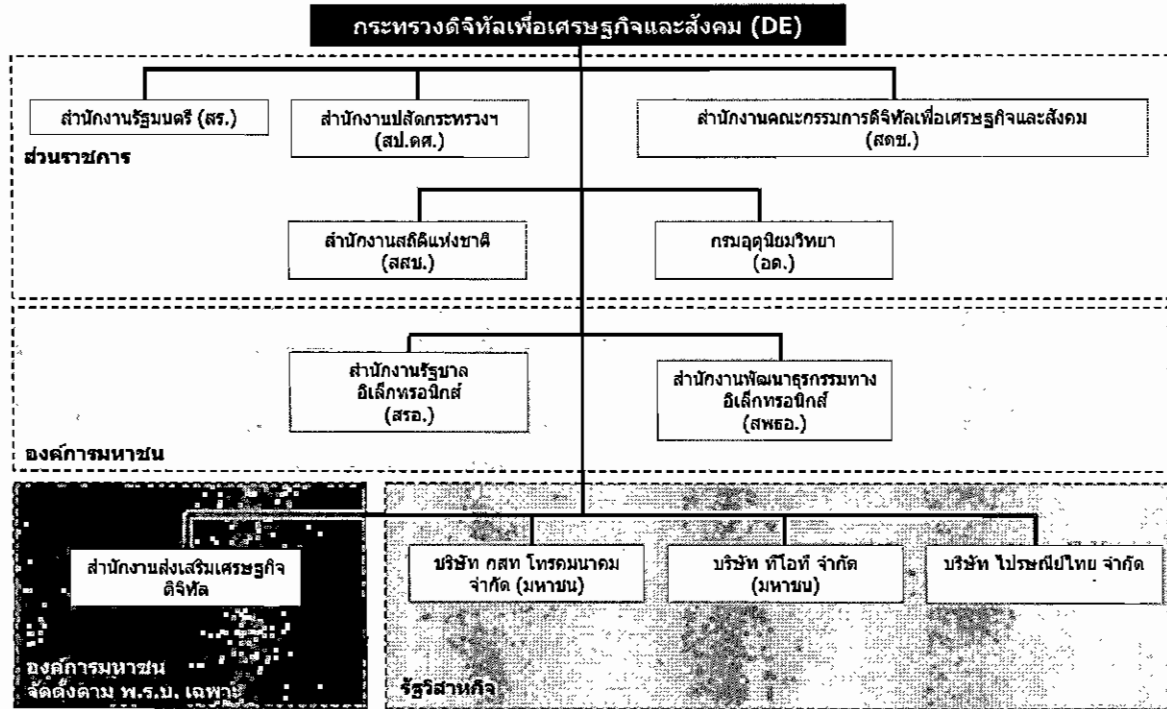 กระทรวงดิจิทัลเพื่อเศรษฐกิจและสังคม (DE)
สำนักงานรัฐมนตรี (สร.)
สำนักงานปลัดกระทรวงฯ
(สป.ดศ.)
สำนักงานคณะกรรมการดิจิทัลเพื่อเศรษฐกิจและสังคม
(สดช.)
ส่วนราชการ
สำนักงานสถิติแห่งชาติ
(สสช.)
กรมอุตุนิยมวิทยา
(อต.)
สำนักงานรัฐบาล
อิเล็กทรอนิกส์
(สรอ.)
สำนักงานพัฒนาธุรกรรมทาง
อิเล็กทรอนิกส์
(สพธอ.)
องค์การมหาชน
สำนักงานส่งเสริมเศรษฐกิจ
ดิจิทัล
บริษัท กสท โทรคมนาคม
จำกัด (มหาชน)
บริษัท ทีโอที จำกัด
(มหาชน)
บริษัท ไปรษณีย์ไทย จำกัด
องค์การมหาชน
จัดตั้งตาม พ.ร.บ. เฉพาะ
รัฐวิสาหกิจ